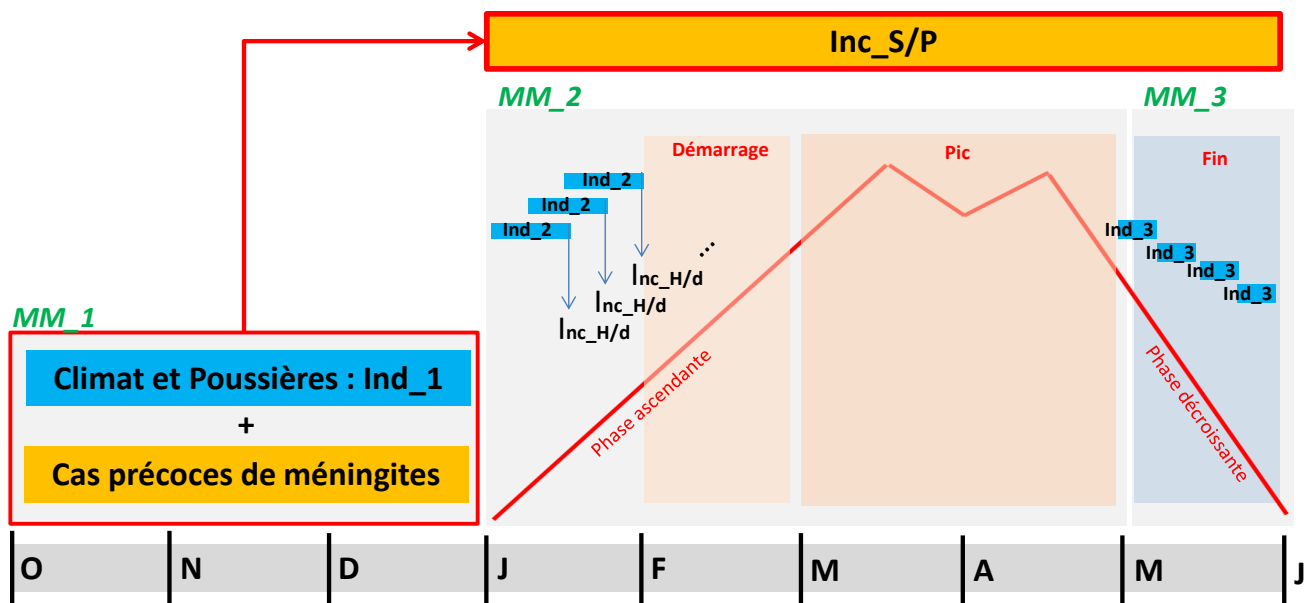 Inc_S/P
MM_2
MM_3
Démarrage
Pic
Fin
Ind_2
Ind_2
Ind_2
...
Inc_H/d
Inc_H/d
Inc_H/d
Ind_3
Ind_3
Ind_3
Ind_3
MM_1
Climat et Poussières : Ind_1
+
Cas précoces de méningites
Phase ascendante
Phase décroissante
O N D J F M A M J